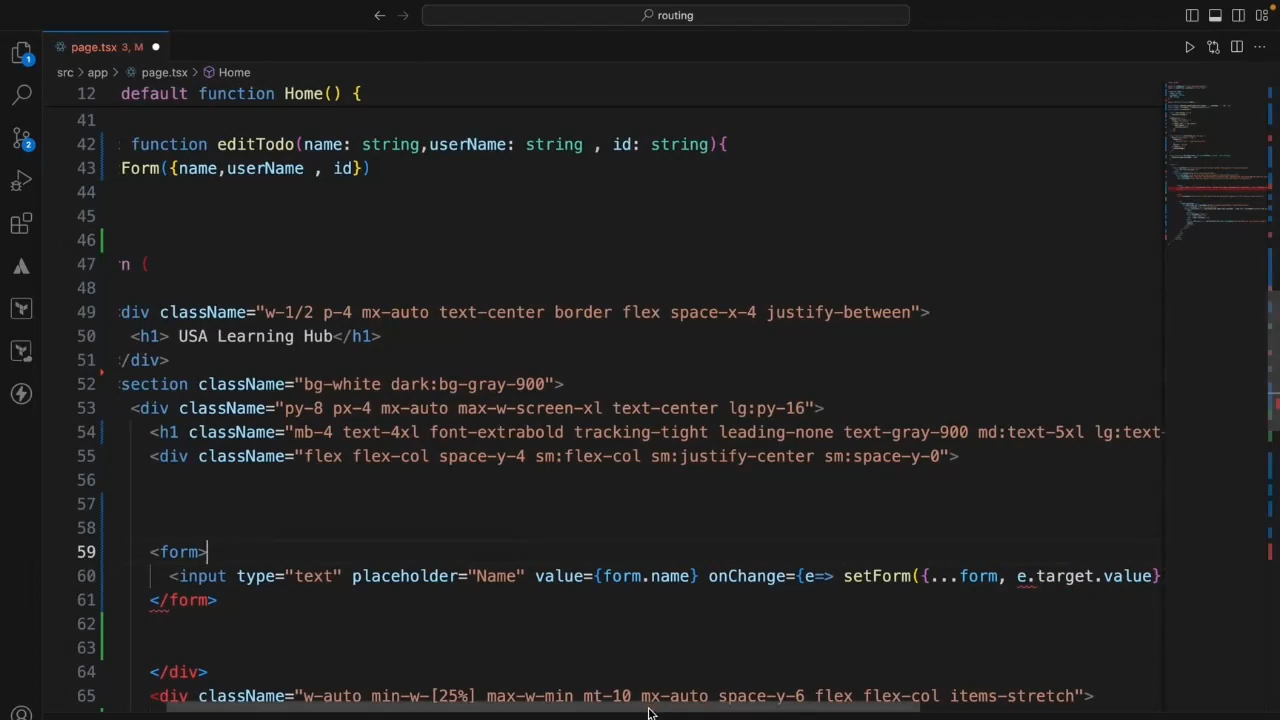 routing
page.tsx 3, M
src > app > page.tsx > Home
12 default function Home() {
41
42 function editTodo(name: string,userName: string , id: string){
43 Form({name,userName , id})
44
45
46
47 n (
48
49 div className="w-1/2 p-4 mx-auto text-center border flex space-x-4 justify-between">
50 <h1> USA Learning Hub</h1>
51 /div>
52 section className="bg-white dark:bg-gray-900">
53 <div className="py-8 px-4 mx-auto max-w-screen-xl text-center lg:py-16">
54 <h1 className="mb-4 text-4xl font-extrabold tracking-tight leading-none text-gray-900 md:text-5xl lg:text-
55 <div className="flex flex-col space-y-4 sm:flex-col sm:justify-center sm:space-y-0">
56
57
58
59 <form>
60 <input type="text" placeholder="Name" value={form.name} onChange={e=> setForm({...form, e.target.value}
61 </form>
62
63
64 </div>
65 <div className="w-auto min-w-[25%] max-w-min mt-10 mx-auto space-y-6 flex flex-col items-stretch">
1
2